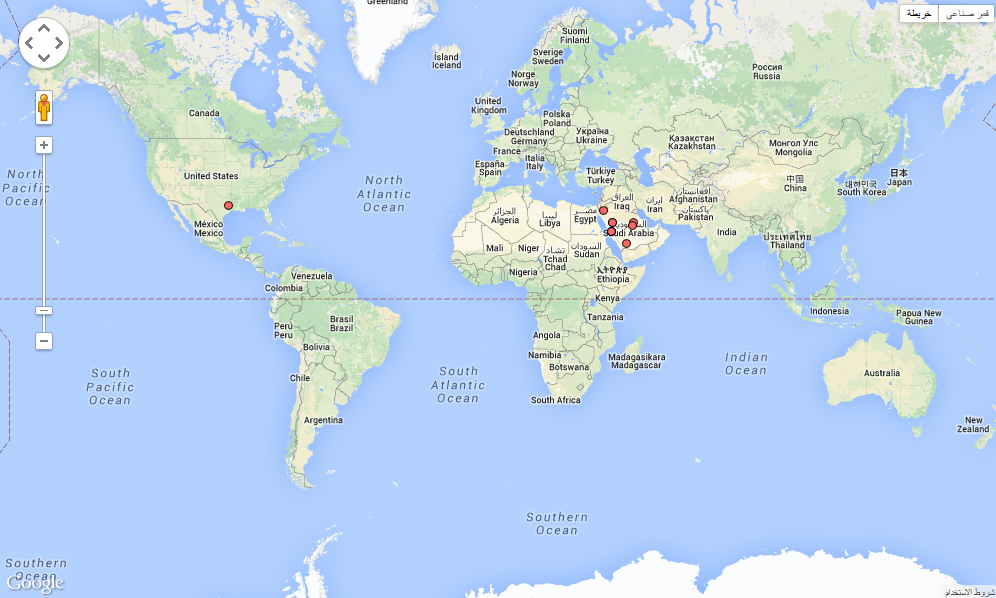 Greenland
قمر صناعي
خريطة
Suomi
Finland
Ísland
Iceland
Sverige
Sweden
Norge
Norway
Россия
Russia
United
Kingdom
Canada
Polska
Poland
Deutschland
Germany
Україна
Ukraine
France
Italia
Italy
Казахстан
Kazakhstan
Монгол Улс
Mongolia
España
Spain
Türkiye
Turkey
United States
North
Pacific
Ocean
North
Atlantic
Ocean
العراق
Iraq
ایران
Iran
افغانستان
Afghanistan
پاکستان
Pakistan
中国
China
대한민국
South Korea
日本
Japan
الجزائر
Algeria
ليبيا
Libya
مصر
Egypt
Saudi Arabia
México
Mexico
India
ประเทศไทย
Thailand
Mali
Niger
تشاد
Tchad
Chad
السودان
Sudan
Nigeria
ኢትዮጵያ
Ethiopia
Venezuela
Colombia
Kenya
Tanzania
Indonesia
Papua New
Guinea
Perú
Peru
Brasil
Brazil
Bolivia
Angola
Namibia
Botswana
Madagasikara
Madagascar
South
Pacific
Ocean
South
Atlantic
Ocean
Indian
Ocean
Chile
Australia
South Africa
Argentina
New
Zealand
Southern
Ocean
Southern
Ocean
Google
شروط الاستخدام